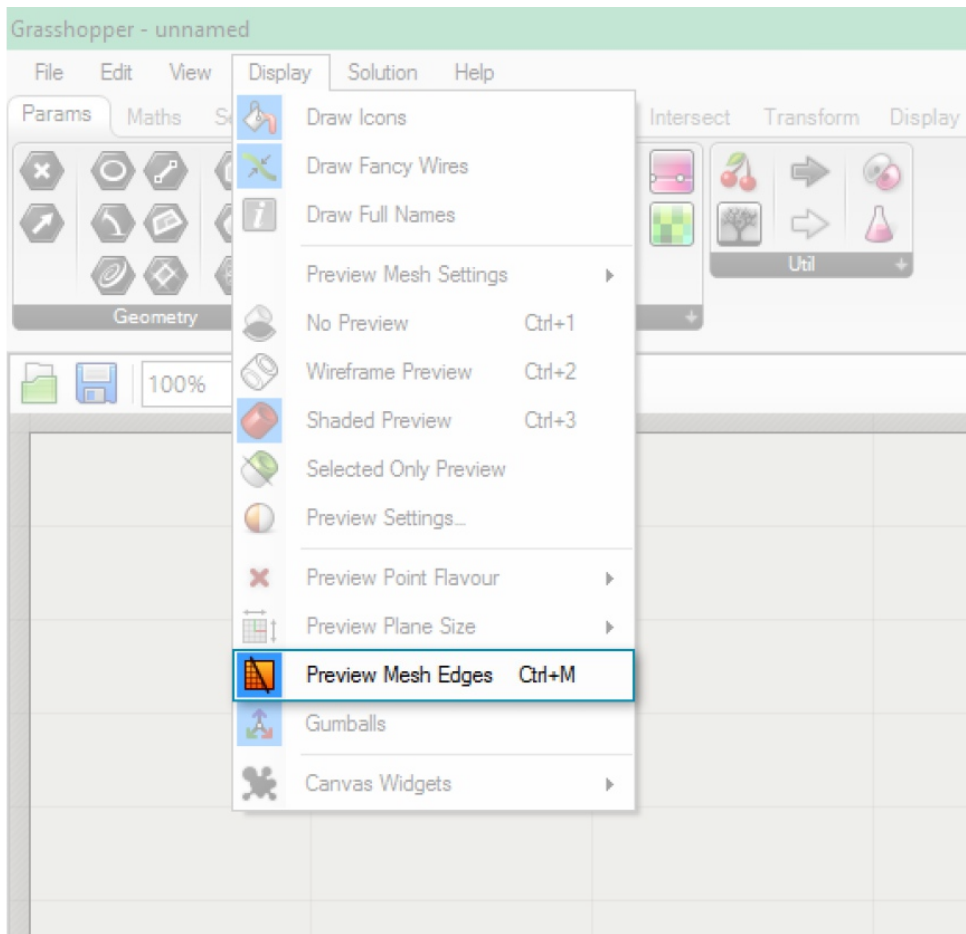 Grasshopper - unnamed
File Edit View Display Solution Help
Params Maths Intersect Transform Display
Draw Icons
Draw Fancy Wires
Draw Full Names
Preview Mesh Settings
Util
Geometry
No Preview Ctrl+1
Wireframe Preview Ctrl+2
100%
Shaded Preview Ctrl+3
Selected Only Preview
Preview Settings...
Preview Point Flavour
Preview Plane Size
Preview Mesh Edges Ctrl+M
Gumballs
Canvas Widgets